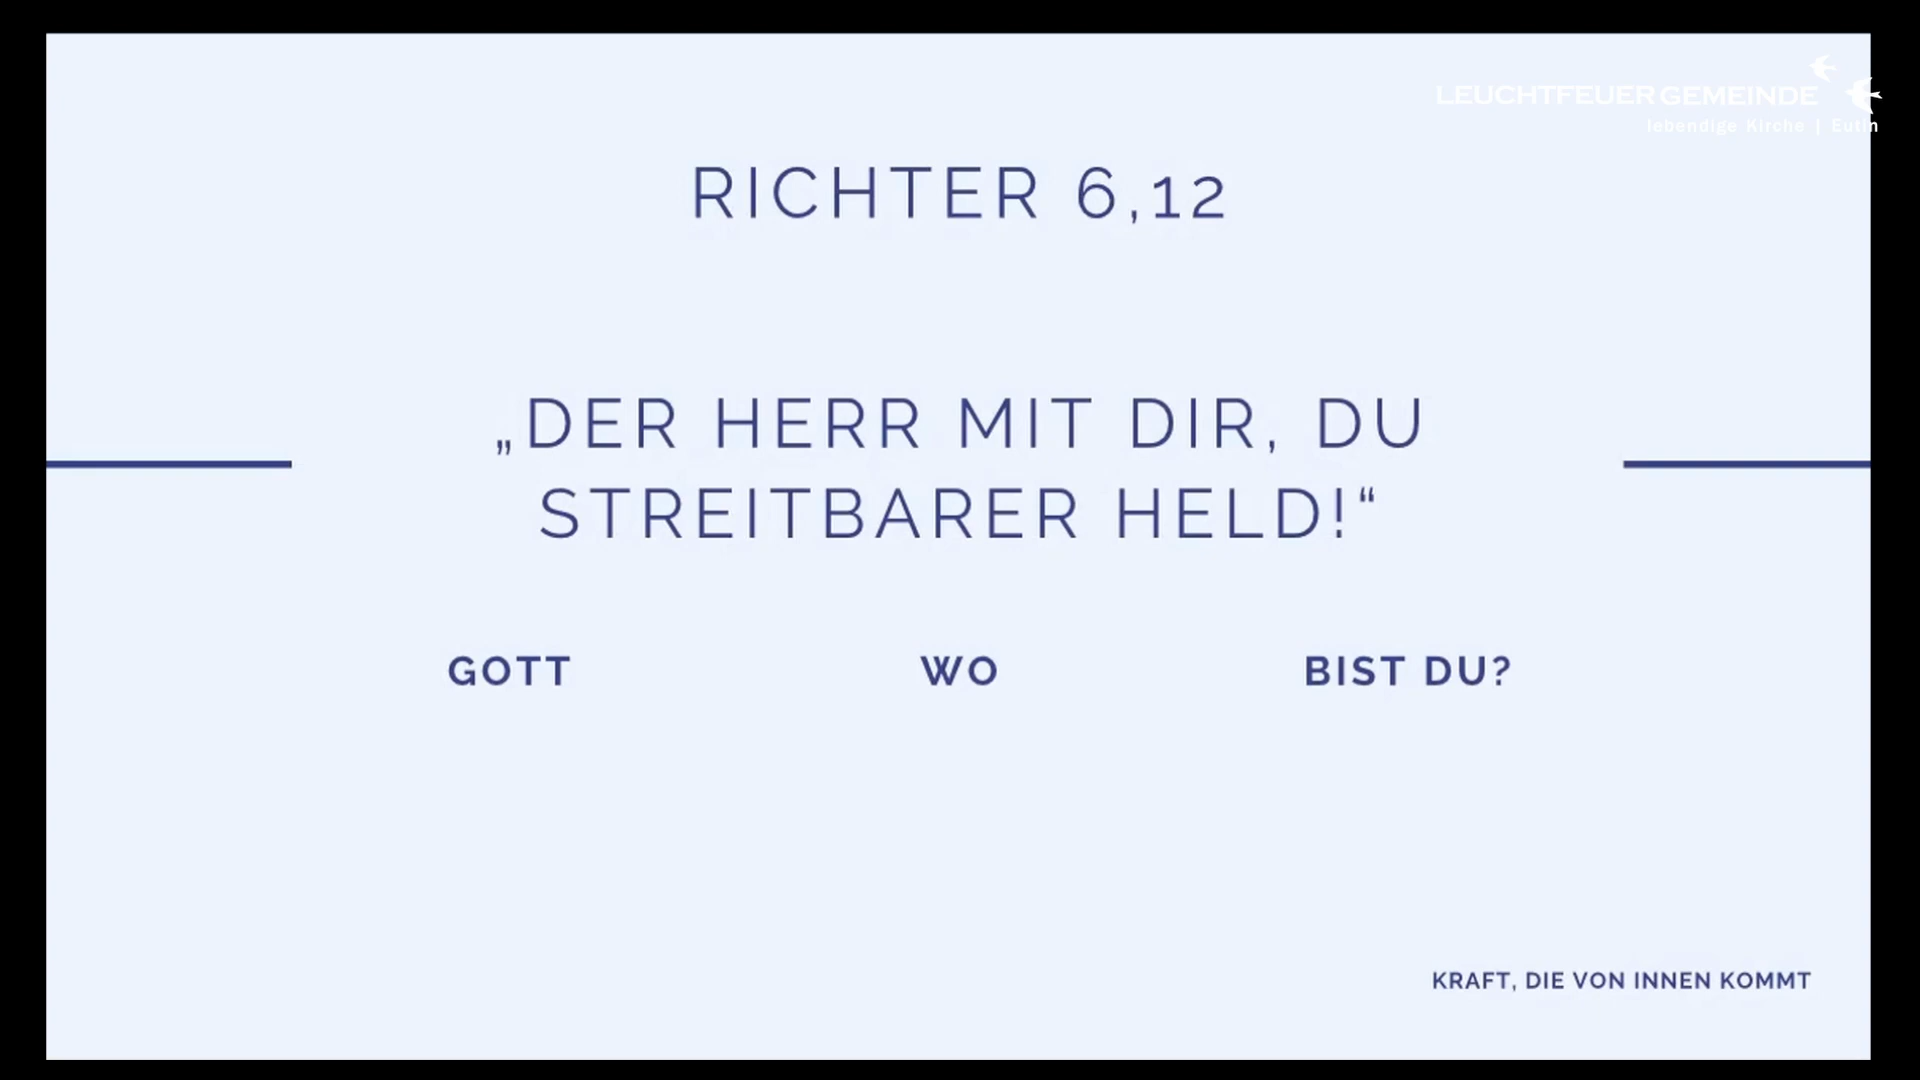 LEUCHTFEUER GEMEINDE
lebendige Kirche | Eutin
RICHTER 6,12
„DER HERR MIT DIR, DU
STREITBARER HELD!“
GOTT WO BIST DU?
KRAFT, DIE VON INNEN KOMMT